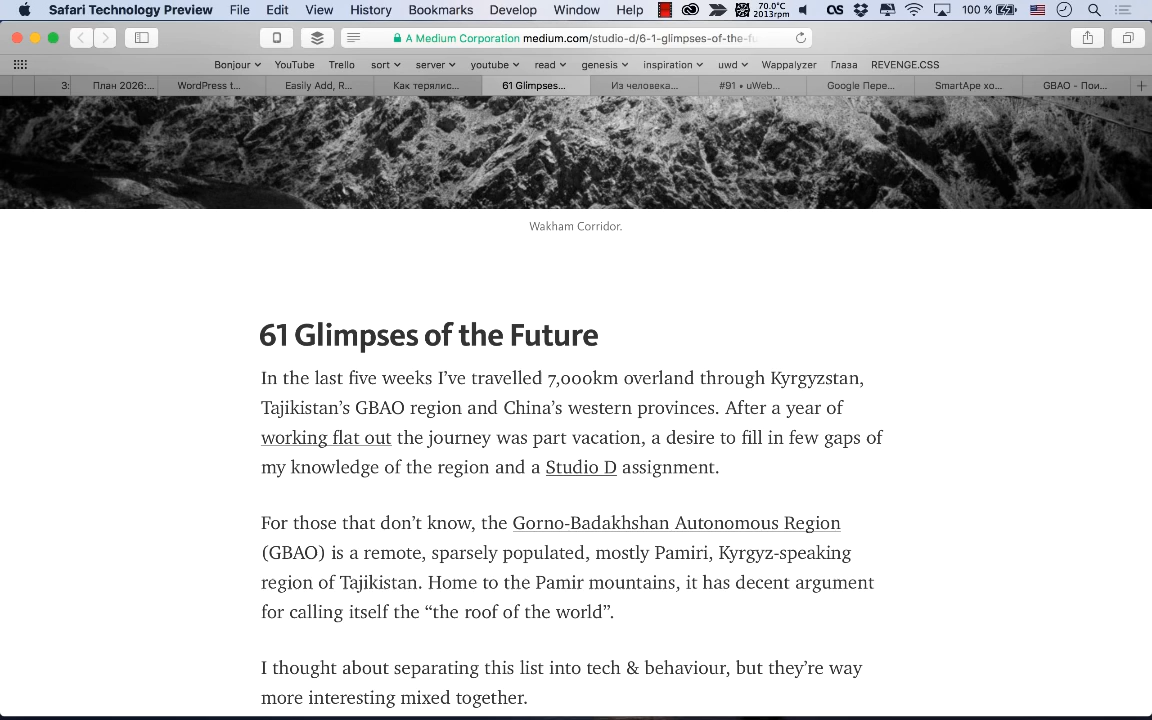 Safari Technology Preview File Edit View History Bookmarks Develop Window Help 70.0°C 2013rpm 100 %
A Medium Corporation medium.com/studio-d/6-1-glimpses-of-the-fu
Bonjour YouTube Trello sort server youtube read genesis inspiration uwd Wappalyzer Глаза REVENGE.CSS
3: План 2026:... WordPress t... Easily Add, R... Как терялис... 61 Glimpses... Из человека... #91 • uWeb... Google Пере... SmartApe хо... GBAO - Пои...
Wakham Corridor.
61 Glimpses of the Future
In the last five weeks I’ve travelled 7,000km overland through Kyrgyzstan,
Tajikistan’s GBAO region and China’s western provinces. After a year of
working flat out the journey was part vacation, a desire to fill in few gaps of
my knowledge of the region and a Studio D assignment.
For those that don’t know, the Gorno-Badakhshan Autonomous Region
(GBAO) is a remote, sparsely populated, mostly Pamiri, Kyrgyz-speaking
region of Tajikistan. Home to the Pamir mountains, it has decent argument
for calling itself the “the roof of the world”.
I thought about separating this list into tech & behaviour, but they’re way
more interesting mixed together.